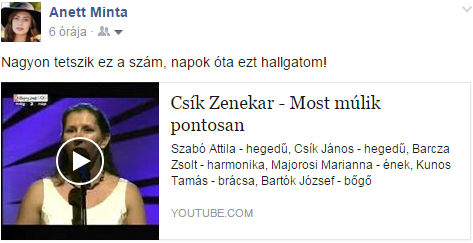 Anett Minta
6 órája
Nagyon tetszik ez a szám, napok óta ezt hallgatom!
Csík Zenekar - Most múlik
pontosan
Szabó Attila - hegedű, Csík János - hegedű, Barcza
Zsolt - harmonika, Majorosi Marianna - ének, Kunos
Tamás - brácsa, Bartók József - bőgő
YOUTUBE.COM